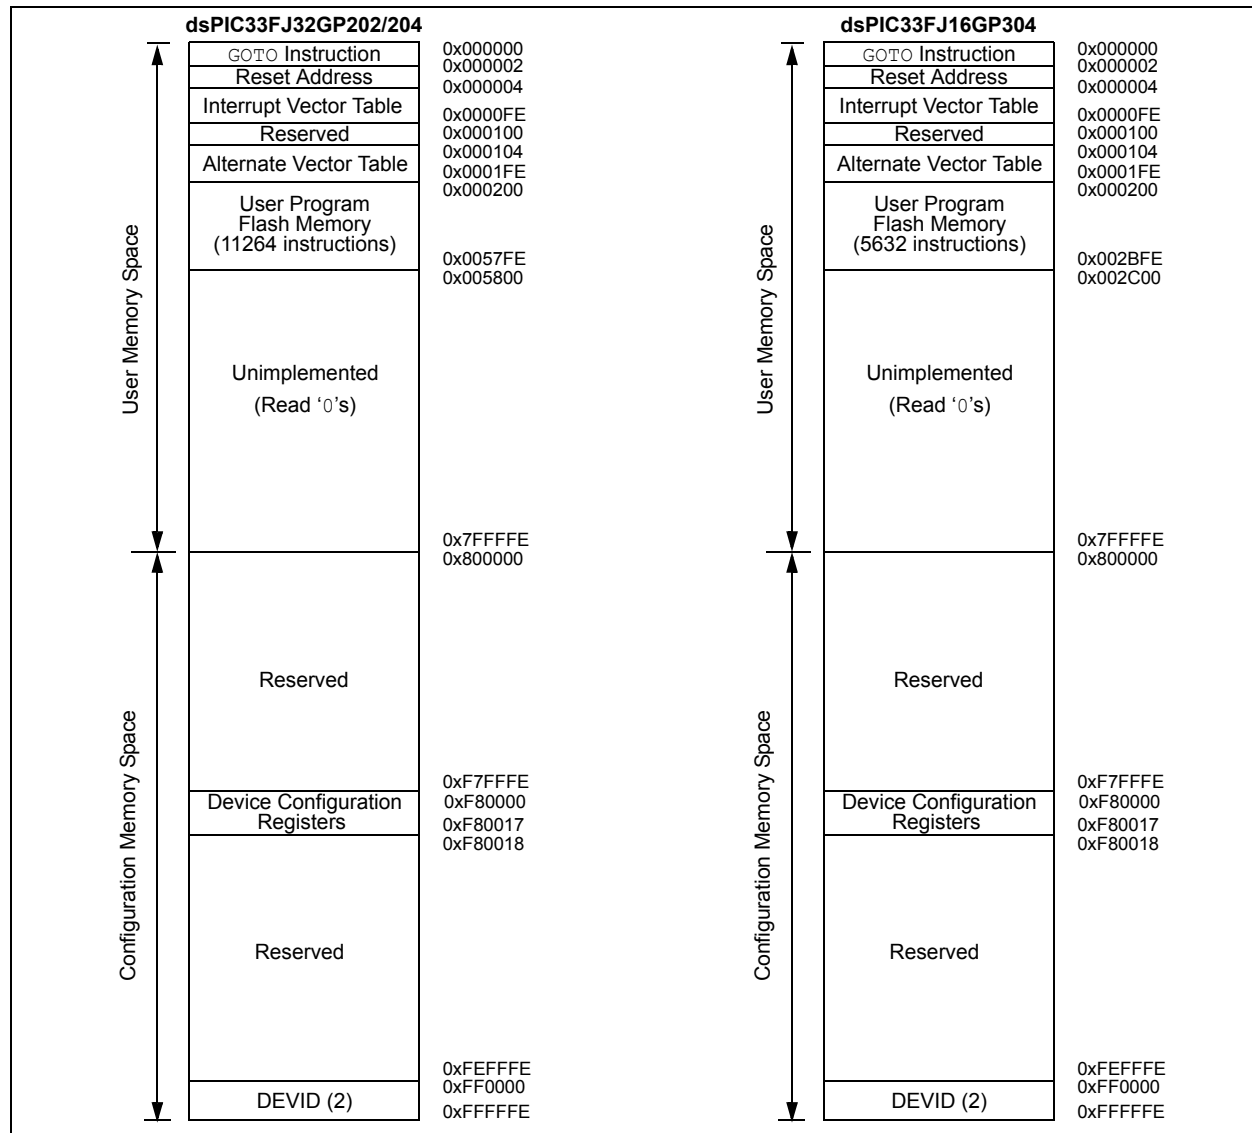 dsPIC33FJ32GP202/204
GOTO Instruction
0x000000
Reset Address
0x000002
Interrupt Vector Table
0x000004
0x0000FE
Reserved
0x000100
Alternate Vector Table
0x000104
0x0001FE
User Program
Flash Memory
(11264 instructions)
0x000200
0x0057FE
Unimplemented
(Read ‘0’s)
0x005800
0x7FFFFE
Reserved
0x800000
0xF7FFFE
Device Configuration
Registers
0xF80000
0xF80017
Reserved
0xF80018
0xFEFFFE
DEVID (2)
0xFF0000
0xFFFFFE
User Memory Space
Configuration Memory Space
dsPIC33FJ16GP304
GOTO Instruction
0x000000
Reset Address
0x000002
Interrupt Vector Table
0x000004
0x0000FE
Reserved
0x000100
Alternate Vector Table
0x000104
0x0001FE
User Program
Flash Memory
(5632 instructions)
0x000200
0x002BFE
Unimplemented
(Read ‘0’s)
0x002C00
0x7FFFFE
Reserved
0x800000
0xF7FFFE
Device Configuration
Registers
0xF80000
0xF80017
Reserved
0xF80018
0xFEFFFE
DEVID (2)
0xFF0000
0xFFFFFE
User Memory Space
Configuration Memory Space